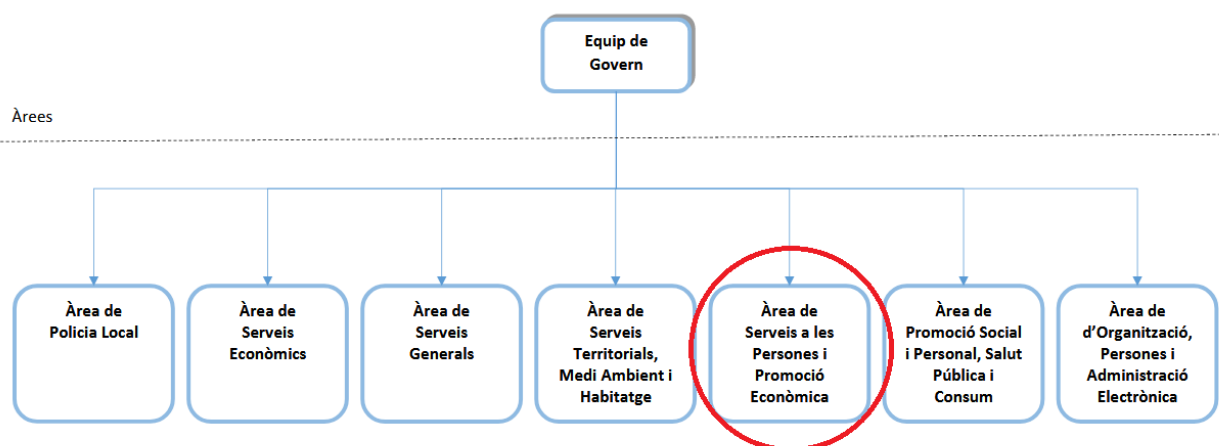 Equip de
Govern
Àrees
Àrea de
Policia Local
Àrea de
Serveis
Econòmics
Àrea de
Serveis
Generals
Àrea de
Serveis
Territorials,
Medi Ambient i
Habitatge
Àrea de
Serveis a les
Persones i
Promoció
Econòmica
Àrea de
Promoció Social
i Personal, Salut
Pública i
Consum
Àrea de
d’Organització,
Persones i
Administració
Electrònica